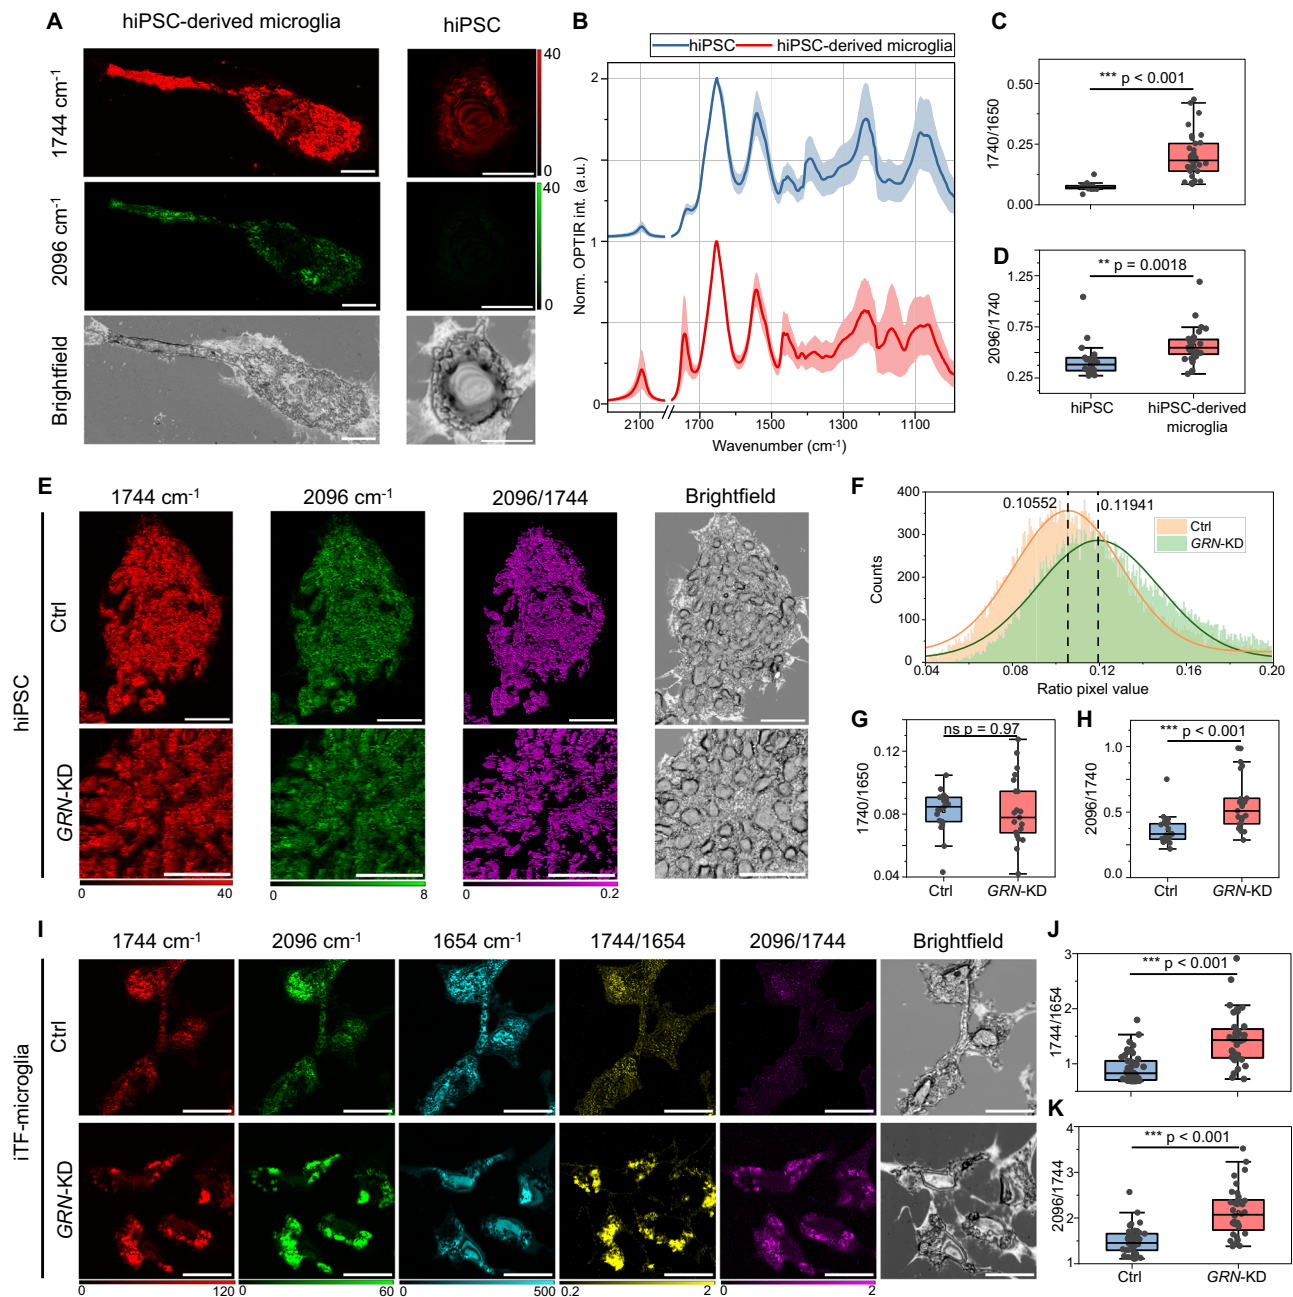 A
hiPSC-derived microglia
hiPSC
1744 cm-1
40
0
2096 cm-1
40
0
Brightfield
B
hiPSC
hiPSC-derived microglia
Norm. OPTIR int. (a.u.)
2
1
0
2100
1700
1500
1300
1100
Wavenumber (cm-1)
C
*** p < 0.001
1740/1650
0.50
0.25
0.00
D
** p = 0.0018
2096/1740
1.25
0.75
0.25
hiPSC
hiPSC-derived
microglia
E
1744 cm-1
2096 cm-1
2096/1744
Brightfield
hiPSC
Ctrl
GRN-KD
0
40
0
8
0
0.2
F
Counts
400
300
200
100
0
0.10552
0.11941
Ctrl
GRN-KD
0.04
0.08
0.12
0.16
0.20
Ratio pixel value
G
ns p = 0.97
1740/1650
0.12
0.08
0.04
Ctrl
GRN-KD
H
*** p < 0.001
2096/1740
1.0
0.5
0.0
Ctrl
GRN-KD
I
1744 cm-1
2096 cm-1
1654 cm-1
1744/1654
2096/1744
Brightfield
iTF-microglia
Ctrl
GRN-KD
0
120
0
60
0
500
0.2
2
0
2
J
*** p < 0.001
1744/1654
3
2
1
K
*** p < 0.001
2096/1744
4
3
2
1
Ctrl
GRN-KD